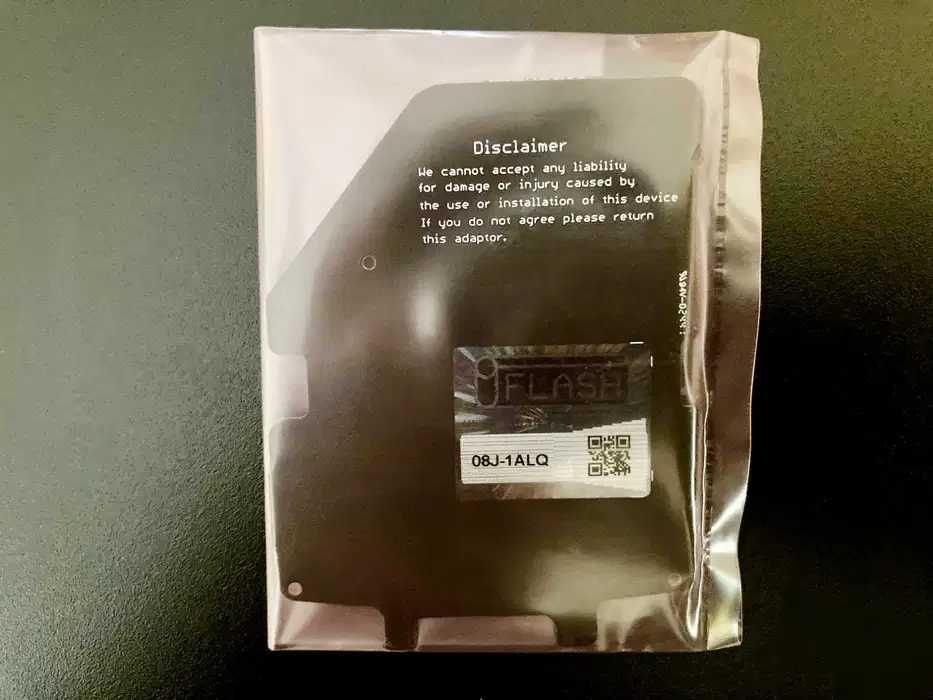 Disclaimer
We cannot accept any liability
for damage or injury caused by
the use or installation of this device
If you do not agree please return
this adaptor.
iFLASH
08J-1ALQ